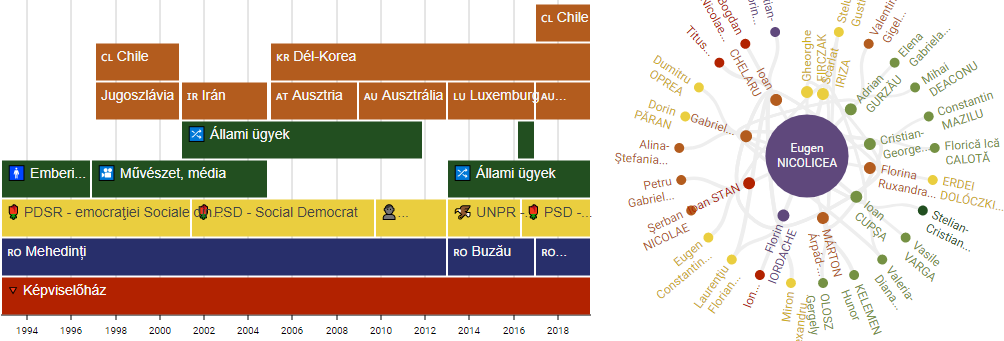 CL Chile
CL Chile
KR Dél-Korea
Jugoszlávia
IR Irán
AT Ausztria
AU Ausztrália
LU Luxemburg
AU...
Állami ügyek
Emberi...
Művészet, média
Állami ügyek
PDSR - emocraţiei Sociale din...
PSD - Social Democrat
...
UNPR -...
PSD -...
RO Mehedinți
RO Buzău
RO...
Képviselőház
1994 1996 1998 2000 2002 2004 2006 2008 2010 2012 2014 2016 2018
Eugen
NICOLICEA
Bogdan
Nicolae...
Titus...
Ioan
CHELARU
Dumitru
OPREA
Dorin
PĂRAN
Gabriel...
Alina-
Ştefania...
Petru
Gabriel...
Ioan STAN
Şerban
NICOLAE
Eugen
Constantin...
Laurenţiu
Florian...
Florin
IORDACHE
Ion...
Miron
Gergely
OLOSZ
MÁRTON
Árpád-...
KELEMEN
Hunor
Valeria-
Diana...
Vasile
VARGA
Ioan
CUPŞA
Stelian-
Cristian...
ERDEI
DOLÓCZKI...
Florina
Ruxandra...
Florică Ică
CALOTĂ
Cristian-
George...
Constantin
MAZILU
Mihai
DEACONU
Adrian
GURZĂU
Elena
Gabriela...
Valentin
Gigel...
Scarlat
IRIZA
Gheorghe
FIRCZAK